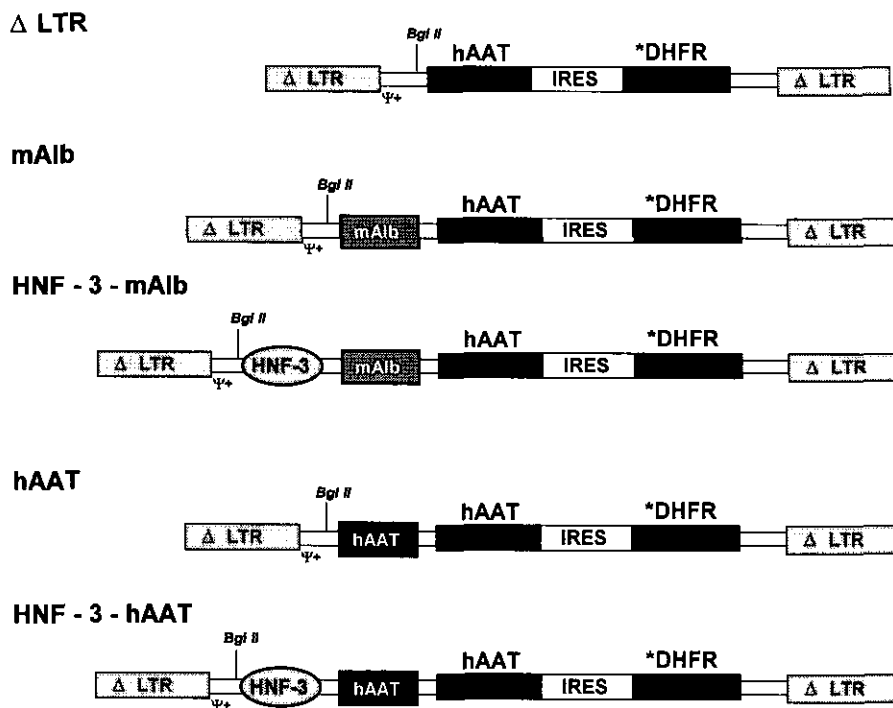 Δ LTR
Bgl II
hAAT *DHFR
Δ LTR IRES Δ LTR
Ψ+
mAlb
Bgl II
hAAT *DHFR
Δ LTR mAlb IRES Δ LTR
Ψ+
HNF - 3 - mAlb
Bgl II
hAAT *DHFR
Δ LTR HNF-3 mAlb IRES Δ LTR
Ψ+
hAAT
Bgl II
hAAT *DHFR
Δ LTR hAAT IRES Δ LTR
Ψ+
HNF - 3 - hAAT
Bgl II
hAAT *DHFR
Δ LTR HNF-3 hAAT IRES Δ LTR
Ψ+